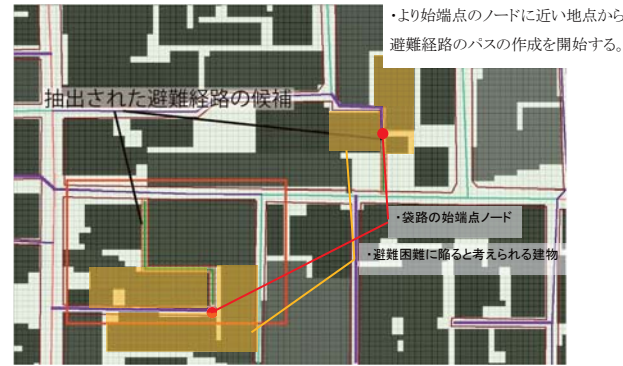 ・より始端点のノードに近い地点から
避難経路のパスの作成を開始する。
抽出された避難経路の候補
・袋路の始端点ノード
・避難困難に陥ると考えられる建物